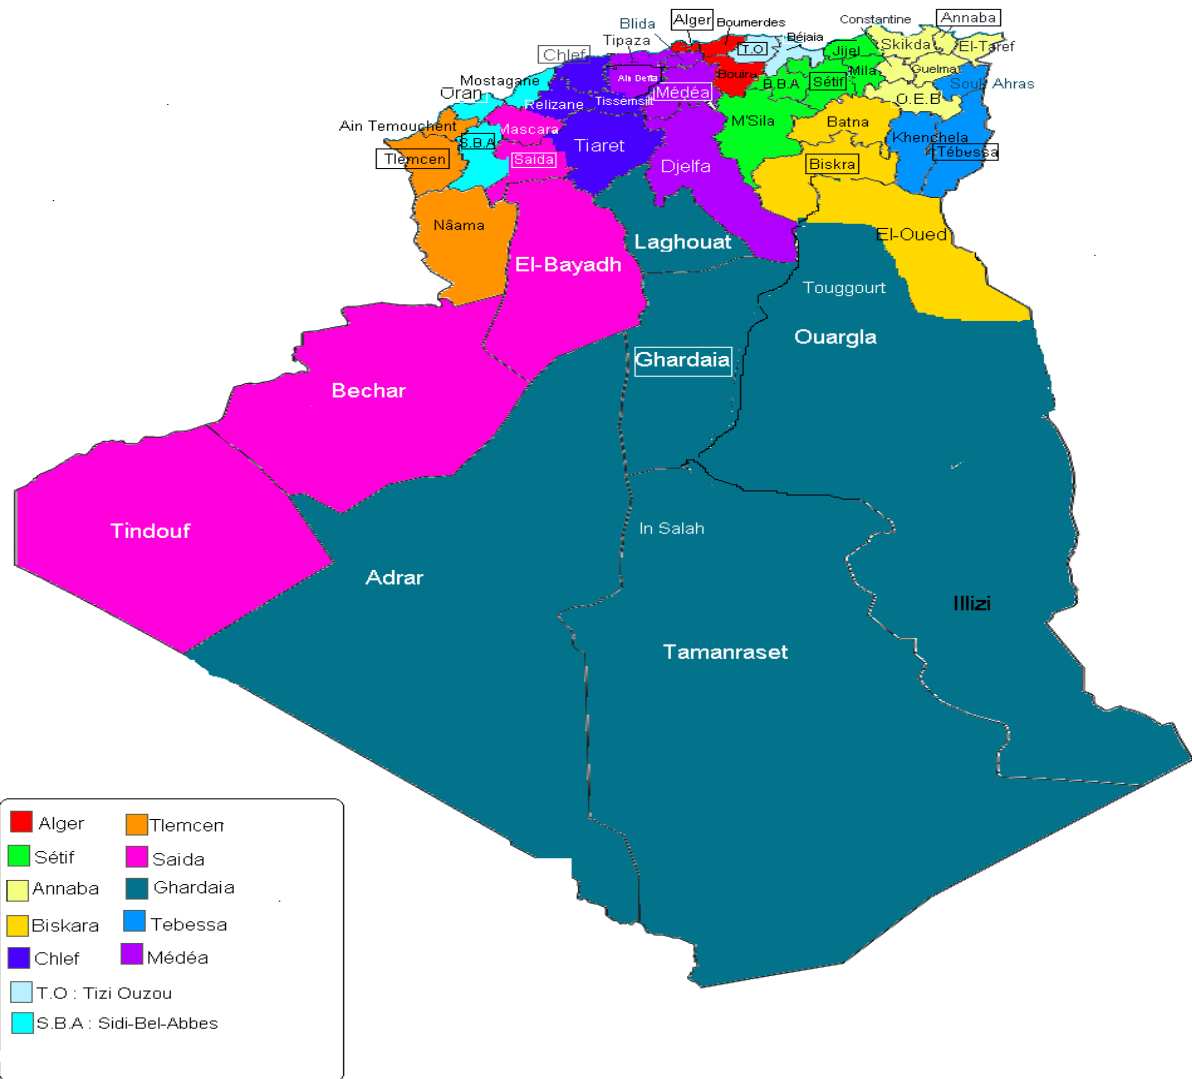 Constantine
Annaba
Blida
Alger
Boumerdes
Tipaza
Béjaia
Skikda
El-Taref
Chlef
T.O
Jijel
Mostagane
Ain Defla
Bouira
Mila
Guelma
Oran
Relizane
Tissemsilt
Médéa
B.B.A
Sétif
Souk Ahras
O.E.B
Ain Temouchent
Mascara
M'Sila
Batna
Khenchela
S.B.A
Tlemcen
Saida
Tiaret
Djelfa
Biskra
Tébessa
Nâama
El-Bayadh
Laghouat
El-Oued
Touggourt
Ouargla
Ghardaia
Bechar
Tindouf
In Salah
Adrar
Illizi
Tamanraset
Alger
Tlemcen
Sétif
Saida
Annaba
Ghardaia
Biskara
Tebessa
Chlef
Médéa
T.O : Tizi Ouzou
S.B.A : Sidi-Bel-Abbes